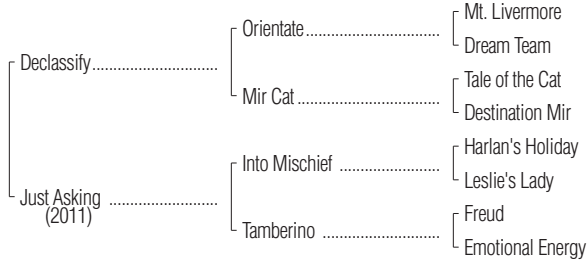 Mt. Livermore
Orientate
Dream Team
Declassify
Tale of the Cat
Mir Cat
Destination Mir
Harlan's Holiday
Into Mischief
Leslie's Lady
Just Asking
(2011)
Freud
Tamberino
Emotional Energy